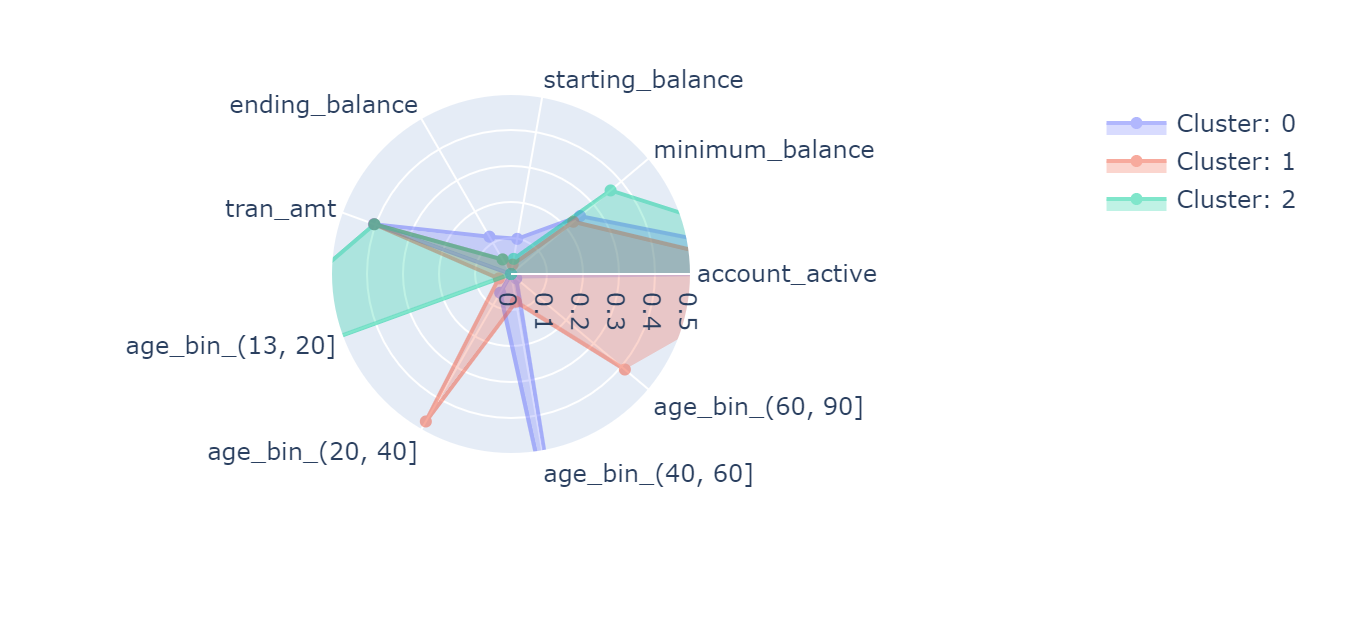 starting_balance
ending_balance
minimum_balance
tran_amt
account_active
0
0.1
0.2
0.3
0.4
0.5
age_bin_(13, 20]
age_bin_(60, 90]
age_bin_(20, 40]
age_bin_(40, 60]
Cluster: 0
Cluster: 1
Cluster: 2